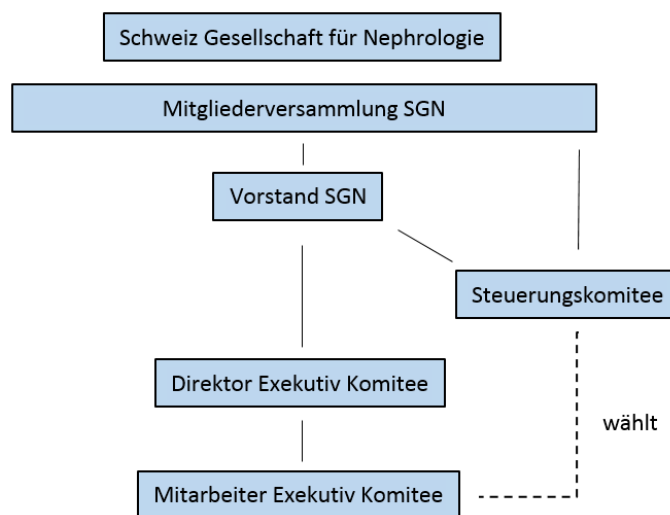 Schweiz Gesellschaft für Nephrologie
Mitgliederversammlung SGN
Vorstand SGN
Steuerungskomitee
Direktor Exekutiv Komitee
wählt
Mitarbeiter Exekutiv Komitee